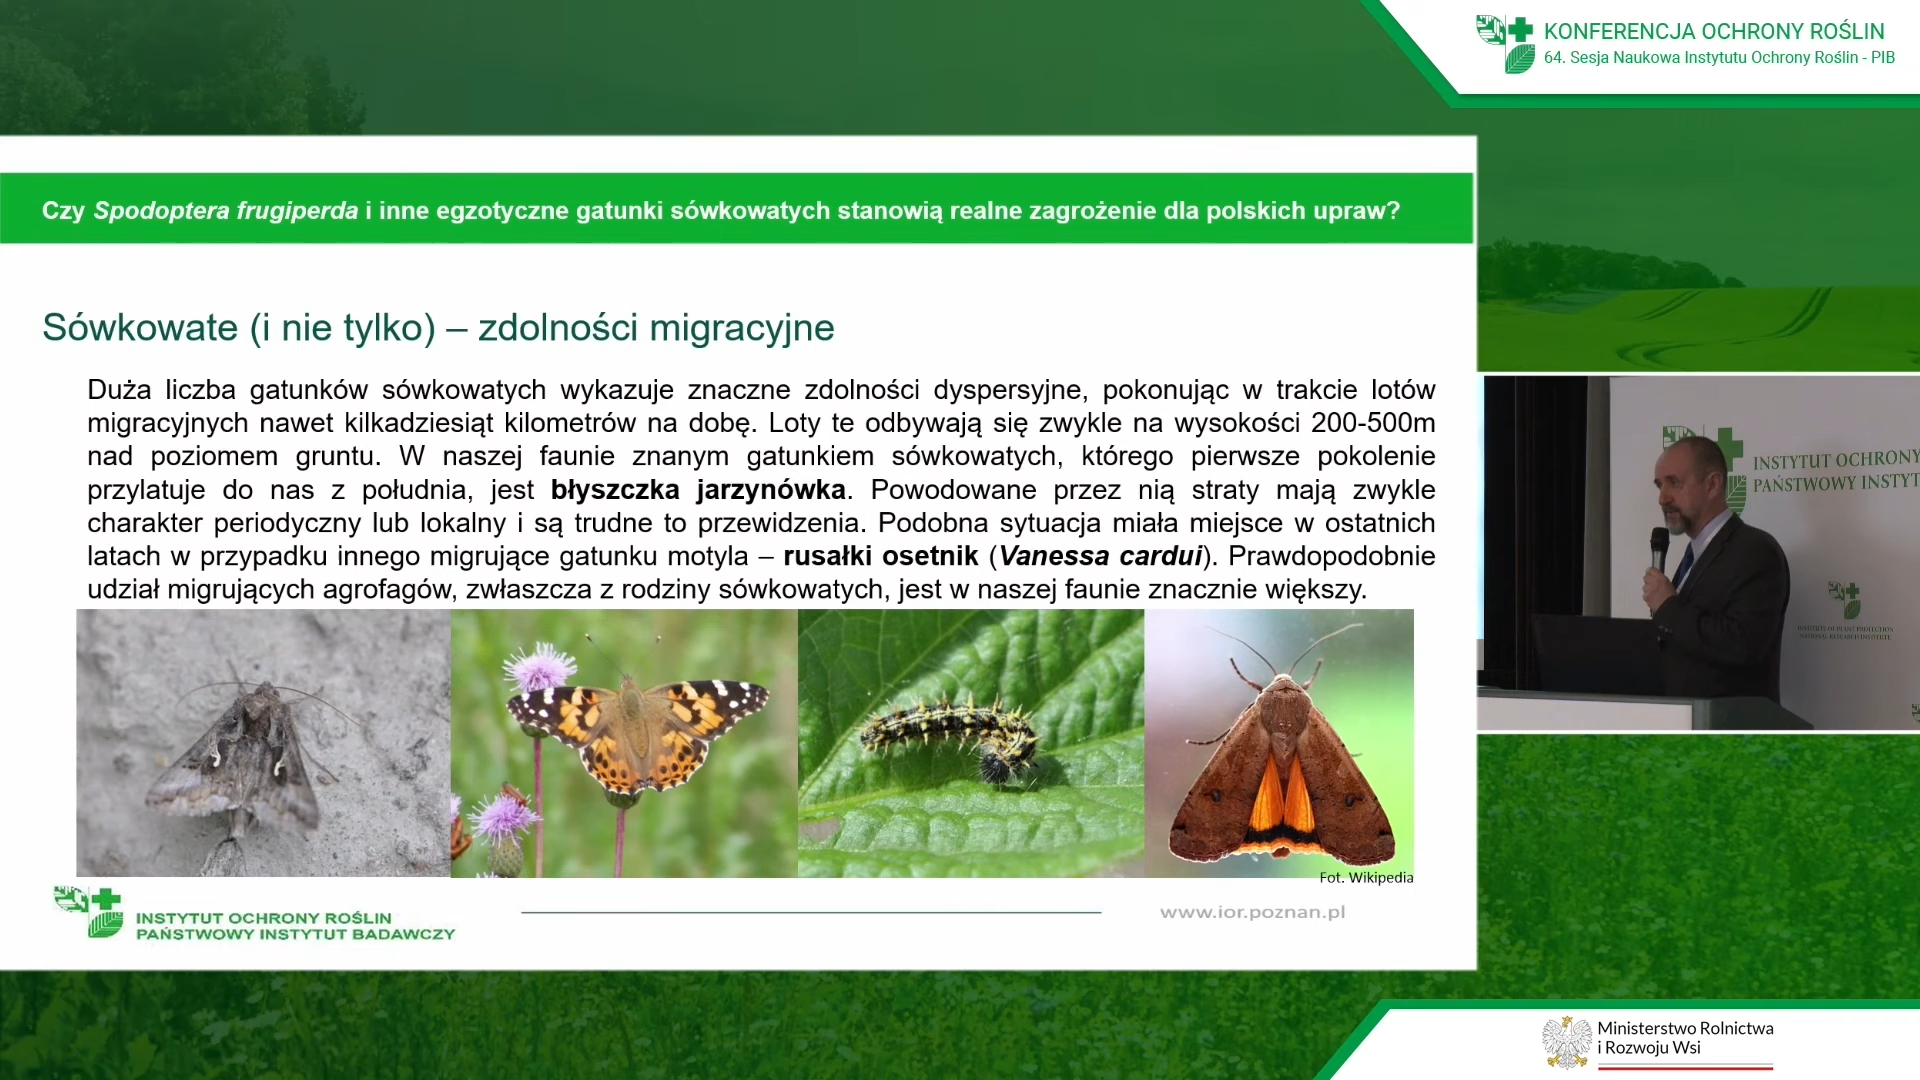 KONFERENCJA OCHRONY ROŚLIN
64. Sesja Naukowa Instytutu Ochrony Roślin - PIB
Czy Spodoptera frugiperda i inne egzotyczne gatunki sówkowatych stanowią realne zagrożenie dla polskich upraw?
Sówkowate (i nie tylko) – zdolności migracyjne
Duża liczba gatunków sówkowatych wykazuje znaczne zdolności dyspersyjne, pokonując w trakcie lotów
migracyjnych nawet kilkadziesiąt kilometrów na dobę. Loty te odbywają się zwykle na wysokości 200-500m
nad poziomem gruntu. W naszej faunie znanym gatunkiem sówkowatych, którego pierwsze pokolenie
przylatuje do nas z południa, jest błyszczka jarzynówka. Powodowane przez nią straty mają zwykle
charakter periodyczny lub lokalny i są trudne to przewidzenia. Podobna sytuacja miała miejsce w ostatnich
latach w przypadku innego migrujące gatunku motyla – rusałki osetnik (Vanessa cardui). Prawdopodobnie
udział migrujących agrofagów, zwłaszcza z rodziny sówkowatych, jest w naszej faunie znacznie większy.
Fot. Wikipedia
INSTYTUT OCHRONY ROŚLIN
PAŃSTWOWY INSTYTUT BADAWCZY
www.ior.poznan.pl
INSTYTUT OCHRONY
PAŃSTWOWY INSTYT
INSTITUTE OF PLANT PROTECTION
NATIONAL RESEARCH INSTITUTE
Ministerstwo Rolnictwa
i Rozwoju Wsi